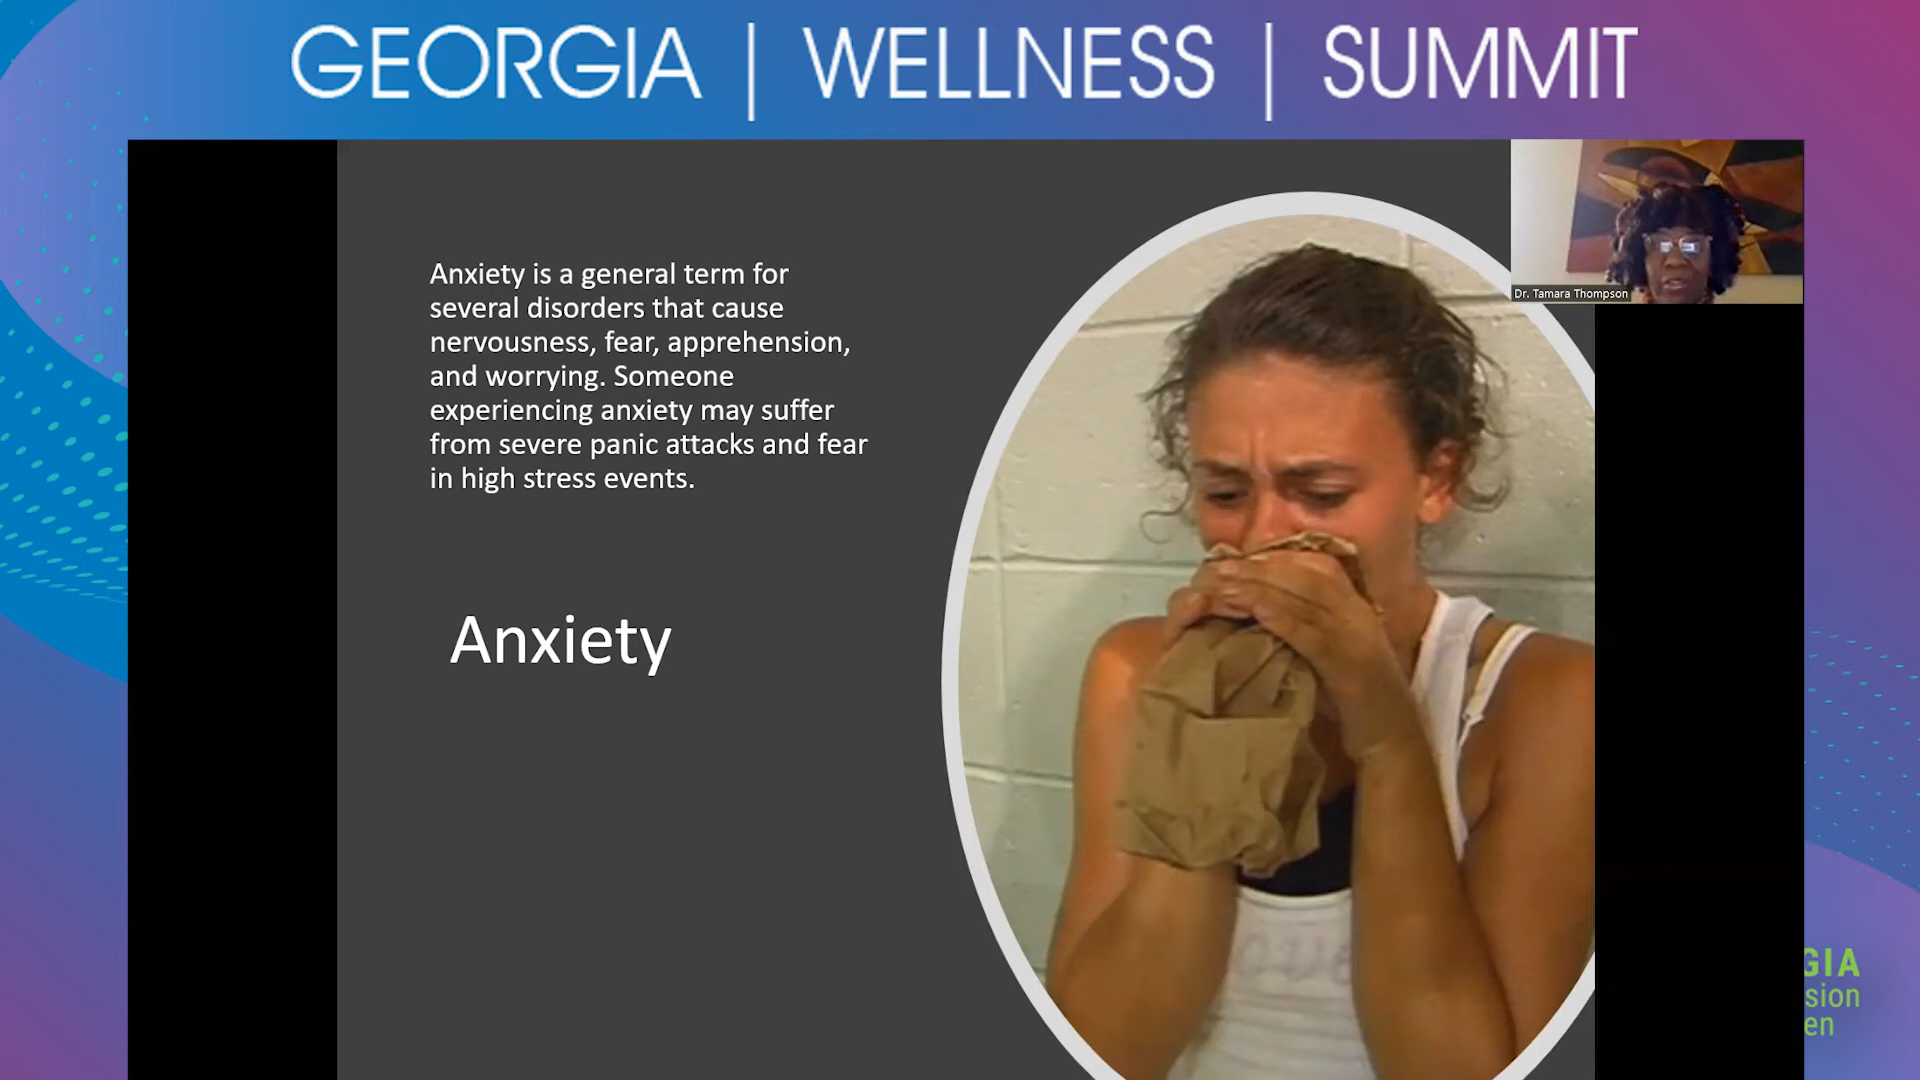 GEORGIA | WELLNESS | SUMMIT
Dr. Tamara Thompson
Anxiety is a general term for
several disorders that cause
nervousness, fear, apprehension,
and worrying. Someone
experiencing anxiety may suffer
from severe panic attacks and fear
in high stress events.
Anxiety
GIA
sion
en